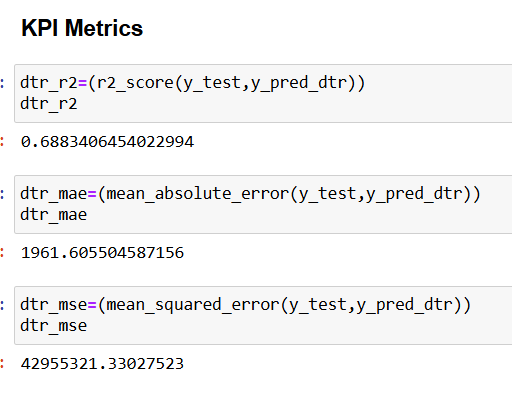 KPI Metrics
: dtr_r2=(r2_score(y_test,y_pred_dtr))
dtr_r2
: 0.6883406454022994
: dtr_mae=(mean_absolute_error(y_test,y_pred_dtr))
dtr_mae
: 1961.605504587156
: dtr_mse=(mean_squared_error(y_test,y_pred_dtr))
dtr_mse
: 42955321.33027523